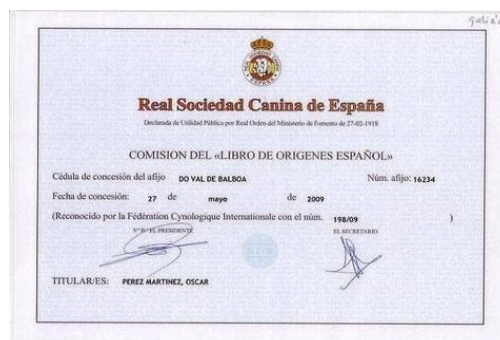 Real Sociedad Canina de España
Declarada de Utilidad Pública por Real Orden del Ministerio de Fomento de 27-02-1918
COMISION DEL «LIBRO DE ORIGENES ESPAÑOL»
Cédula de concesión del afijo DO VAL DE BALBOA Núm. afijo: 16234
Fecha de concesión: 27 de mayo de 2009
(Reconocido por la Fédération Cynologique Internationale con el núm. 198/09 )
Vº Bº EL PRESIDENTE EL SECRETARIO
TITULAR/ES: PEREZ MARTINEZ, OSCAR